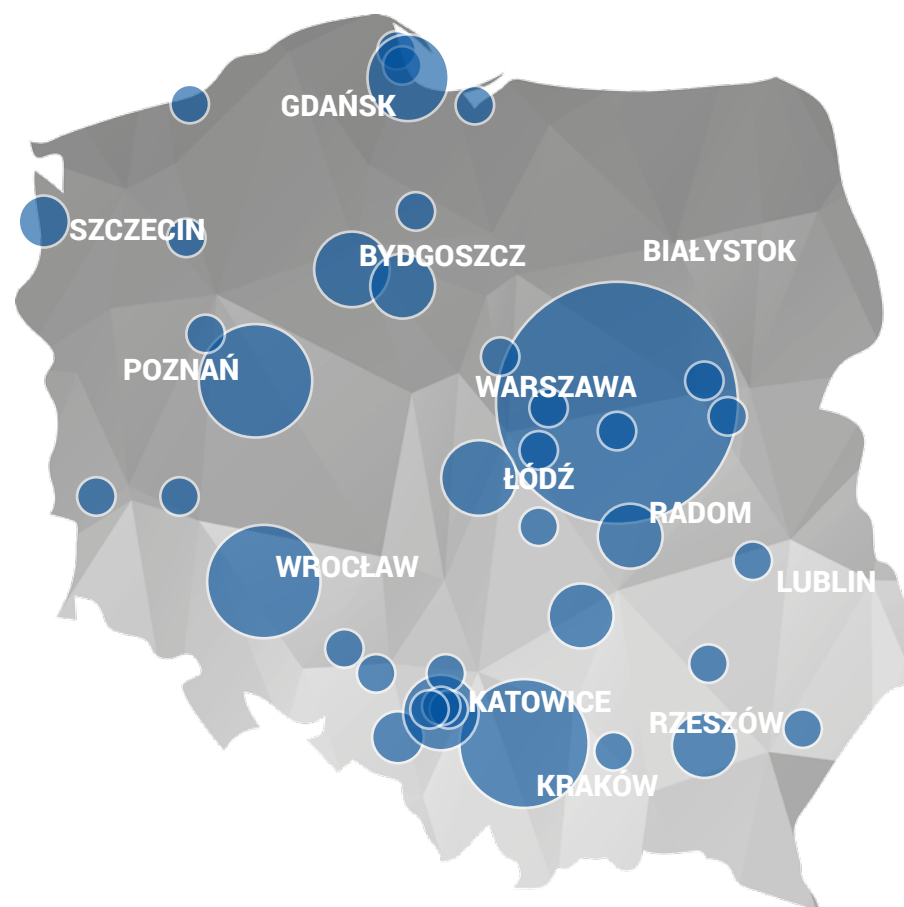 GDAŃSK
SZCZECIN
BYDGOSZCZ
BIAŁYSTOK
POZNAŃ
WARSZAWA
ŁÓDŹ
RADOM
WROCŁAW
LUBLIN
KATOWICE
RZESZÓW
KRAKÓW